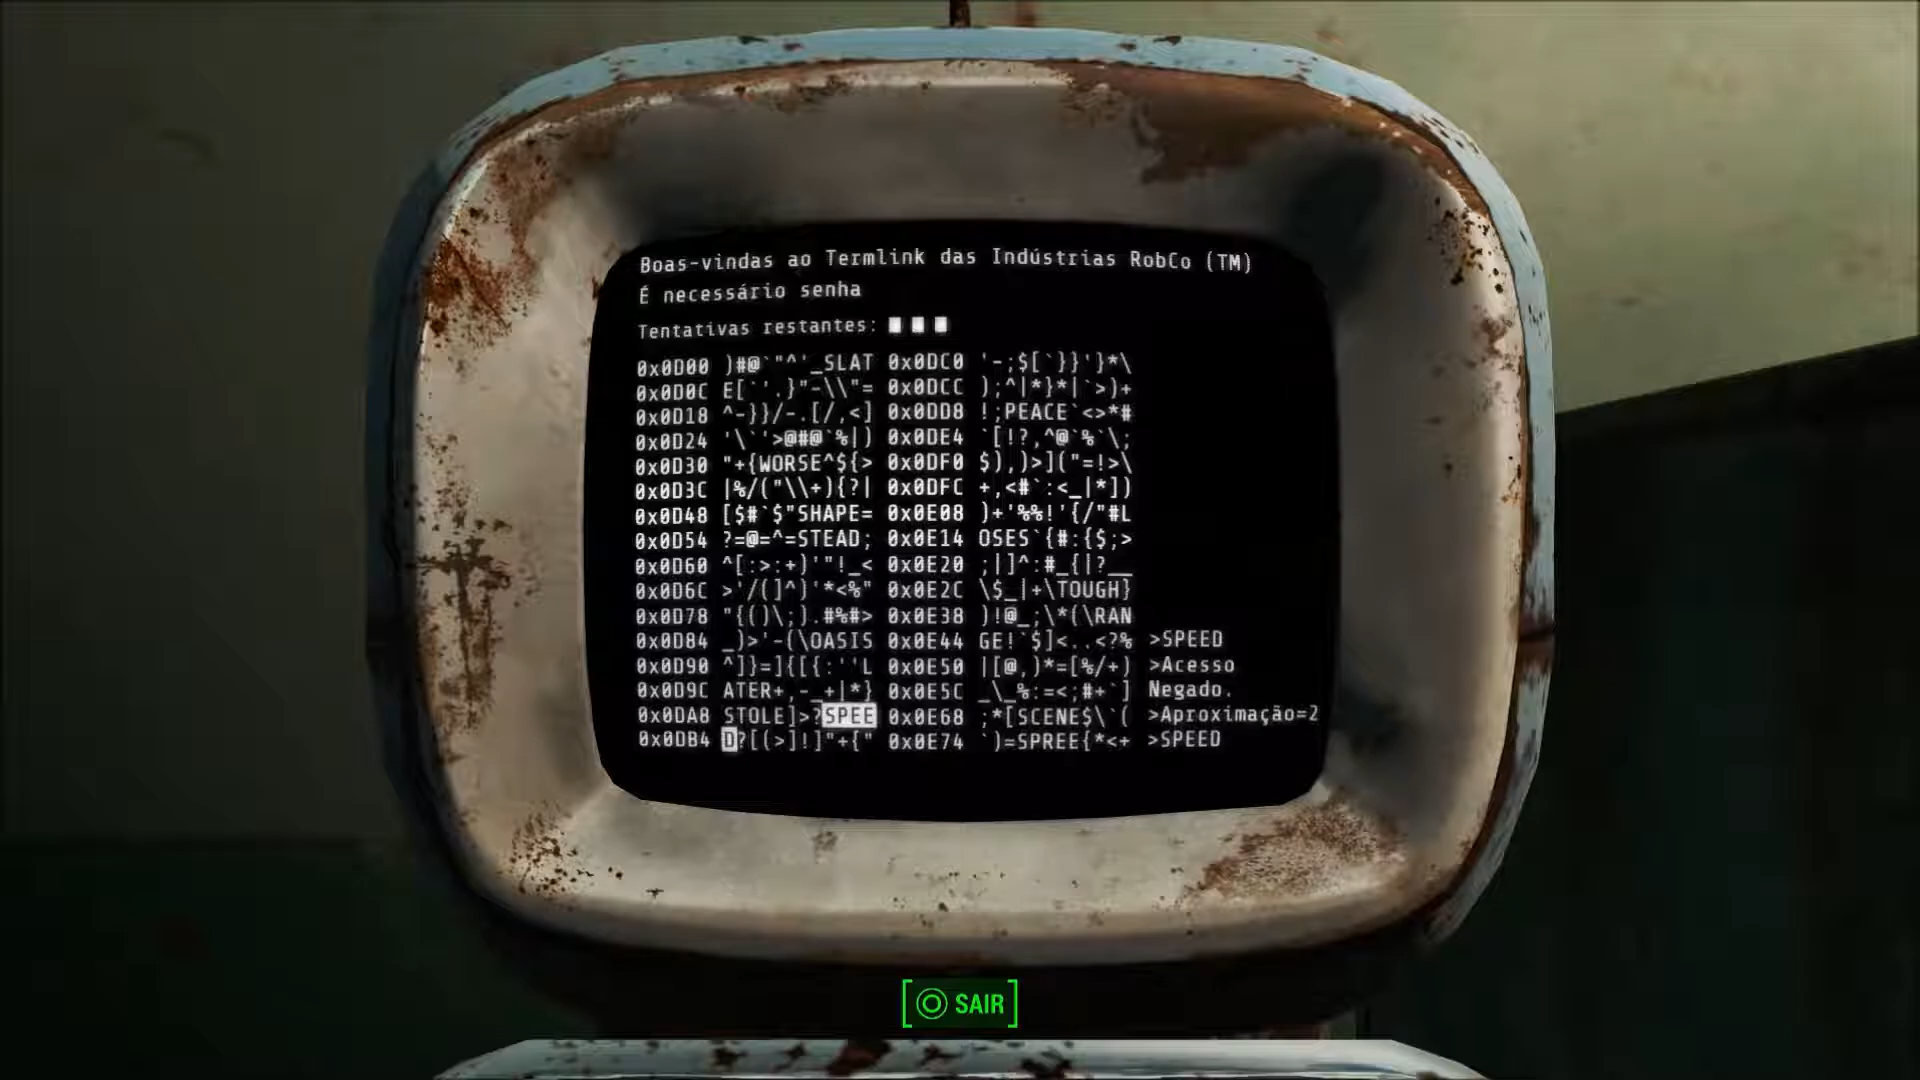 Boas-vindas ao Termlink das Indústrias RobCo (TM)
É necessário senha
Tentativas restantes: ■ ■ ■
0x0D00 )#@`"^'_SLAT 0x0DC0 '-;$[`}}'}*\
0x0D0C E[`'.}"-\\"= 0x0DCC );^|*}*|`>)+
0x0D18 ^-}}/-.[/,<] 0x0DD8 !;PEACE`<>*#
0x0D24 '\`'>@#@`%|) 0x0DE4 `[!?,^@`%`\;
0x0D30 "+{WORSE^${> 0x0DF0 $),)>]("=!>\
0x0D3C |%/("\\+){?| 0x0DFC +,<#`:<_|*])
0x0D48 [$#`$"SHAPE= 0x0E08 )+'%%!'{/"#L
0x0D54 ?=@=^=STEAD; 0x0E14 OSES`{#:{$;>
0x0D60 ^[:>:+)'"!_< 0x0E20 ;|]^:#_{|?__
0x0D6C >'/(]^)'*<%" 0x0E2C \$_|+\TOUGH}
0x0D78 "{()\;).#%#> 0x0E38 )!@_;\*(\RAN
0x0D84 _)>'-(\OASIS 0x0E44 GE!`$]<..<?% >SPEED
0x0D90 ^]}=]{[{:''L 0x0E50 |[@,)*=[%/+) >Acesso
0x0D9C ATER+,-_+|*} 0x0E5C _\_%:=<;#+`] Negado.
0x0DA8 STOLE]>?SPEE 0x0E68 ;*[SCENE$\`( >Aproximação=2
0x0DB4 D?[(>]!]"+{" 0x0E74 `)=SPREE{*<+ >SPEED
SAIR